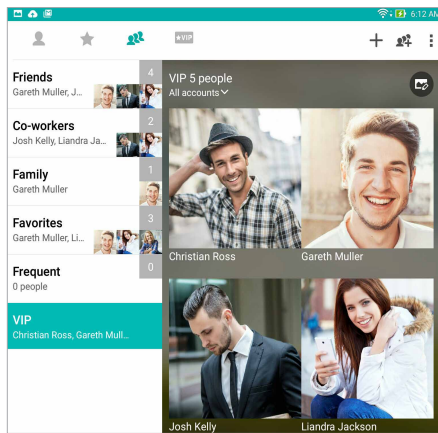 6:12 AM
VIP
Friends
4
Gareth Muller, J...
Co-workers
2
Josh Kelly, Liandra Ja...
Family
1
Gareth Muller
Favorites
3
Gareth Muller, Li...
Frequent
0
0 people
VIP
Christian Ross, Gareth Mull...
VIP 5 people
All accounts
Christian Ross
Gareth Muller
Josh Kelly
Liandra Jackson